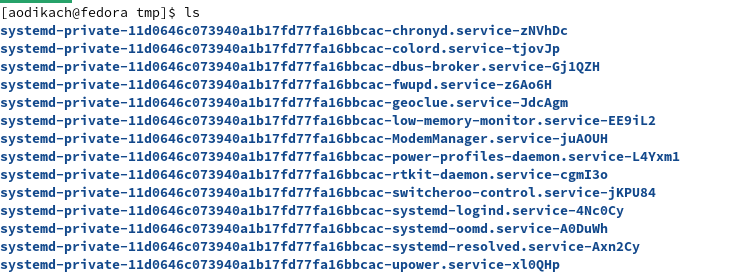 [aodikach@fedora tmp]$ ls
systemd-private-11d0646c073940a1b17fd77fa16bbcac-chronyd.service-zNVhDc
systemd-private-11d0646c073940a1b17fd77fa16bbcac-colord.service-tjovJp
systemd-private-11d0646c073940a1b17fd77fa16bbcac-dbus-broker.service-Gj1QZH
systemd-private-11d0646c073940a1b17fd77fa16bbcac-fwupd.service-z6Ao6H
systemd-private-11d0646c073940a1b17fd77fa16bbcac-geoclue.service-JdcAgm
systemd-private-11d0646c073940a1b17fd77fa16bbcac-low-memory-monitor.service-EE9iL2
systemd-private-11d0646c073940a1b17fd77fa16bbcac-ModemManager.service-juAOUH
systemd-private-11d0646c073940a1b17fd77fa16bbcac-power-profiles-daemon.service-L4Yxm1
systemd-private-11d0646c073940a1b17fd77fa16bbcac-rtkit-daemon.service-cgmI3o
systemd-private-11d0646c073940a1b17fd77fa16bbcac-switcheroo-control.service-jKPU84
systemd-private-11d0646c073940a1b17fd77fa16bbcac-systemd-logind.service-4Nc0Cy
systemd-private-11d0646c073940a1b17fd77fa16bbcac-systemd-oomd.service-A0DuWh
systemd-private-11d0646c073940a1b17fd77fa16bbcac-systemd-resolved.service-Axn2Cy
systemd-private-11d0646c073940a1b17fd77fa16bbcac-upower.service-xl0QHp